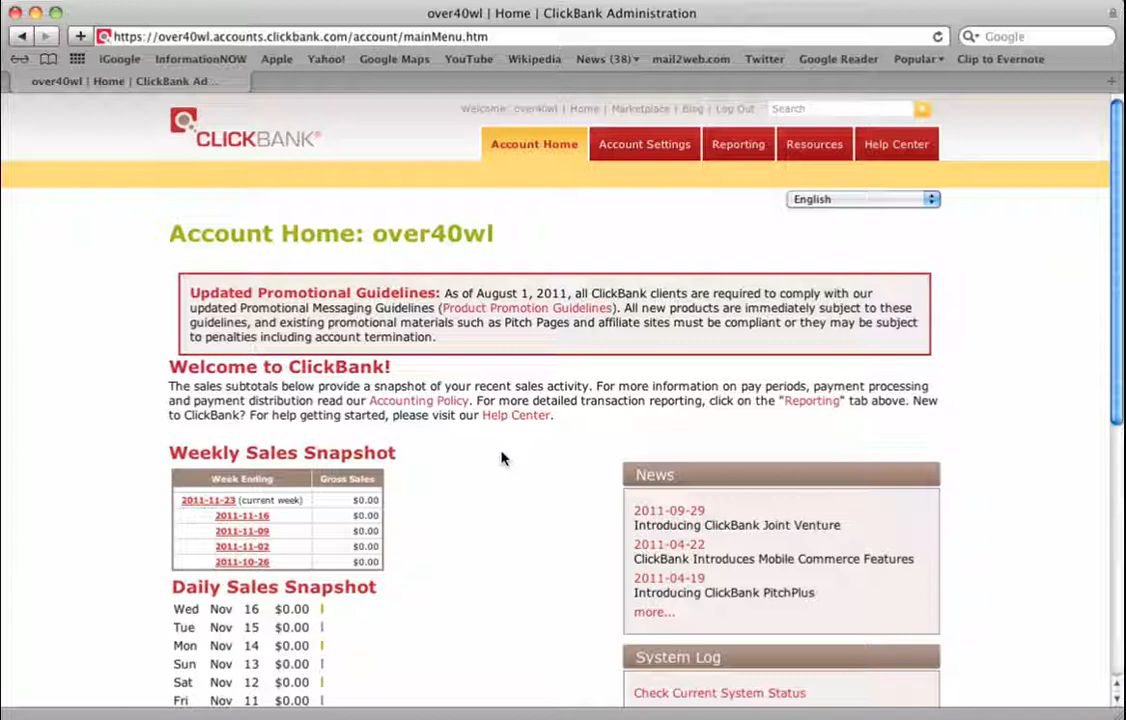 over40wl | Home | ClickBank Administration
https://over40wl.accounts.clickbank.com/account/mainMenu.htm
Google
iGoogle InformationNOW Apple Yahoo! Google Maps YouTube Wikipedia News (38) mail2web.com Twitter Google Reader Popular Clip to Evernote
over40wl | Home | ClickBank Ad...
Welcome: over40wl | Home | Marketplace | Blog | Log Out Search
CLICKBANK®
Account Home Account Settings Reporting Resources Help Center
English
Account Home: over40wl
Updated Promotional Guidelines: As of August 1, 2011, all ClickBank clients are required to comply with our
updated Promotional Messaging Guidelines (Product Promotion Guidelines). All new products are immediately subject to these
guidelines, and existing promotional materials such as Pitch Pages and affiliate sites must be compliant or they may be subject
to penalties including account termination.
Welcome to ClickBank!
The sales subtotals below provide a snapshot of your recent sales activity. For more information on pay periods, payment processing
and payment distribution read our Accounting Policy. For more detailed transaction reporting, click on the "Reporting" tab above. New
to ClickBank? For help getting started, please visit our Help Center.
Weekly Sales Snapshot
Week Ending Gross Sales
2011-11-23 (current week) $0.00
2011-11-16 $0.00
2011-11-09 $0.00
2011-11-02 $0.00
2011-10-26 $0.00
Daily Sales Snapshot
Wed Nov 16 $0.00
Tue Nov 15 $0.00
Mon Nov 14 $0.00
Sun Nov 13 $0.00
Sat Nov 12 $0.00
Fri Nov 11 $0.00
News
2011-09-29
Introducing ClickBank Joint Venture
2011-04-22
ClickBank Introduces Mobile Commerce Features
2011-04-19
Introducing ClickBank PitchPlus
more...
System Log
Check Current System Status